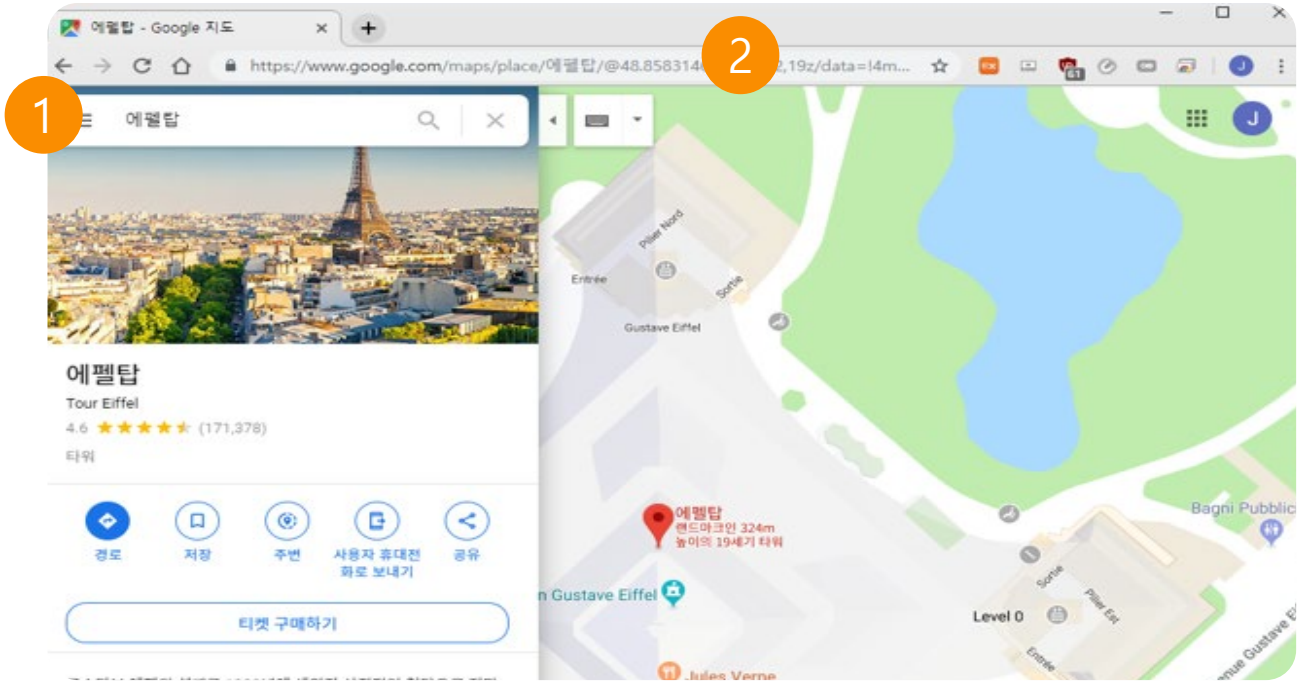 에펠탑 - Google 지도
2
https://www.google.com/maps/place/에펠탑/@48.858314
,19z/data=!4m...
61
1
에펠탑
J
J
Pilier Nord
Entrée
Sortie
Gustave Eiffel
에펠탑
Tour Eiffel
4.6 (171,378)
타워
에펠탑
랜드마크인 324m
높이의 19세기 타워
Bagni Pubblic
경로
저장
주변
사용자 휴대전
화로 보내기
공유
Sortie
Pilier Est
n Gustave Eiffel
Level 0
티켓 구매하기
Entrée
enue Gustave
Jules Verne